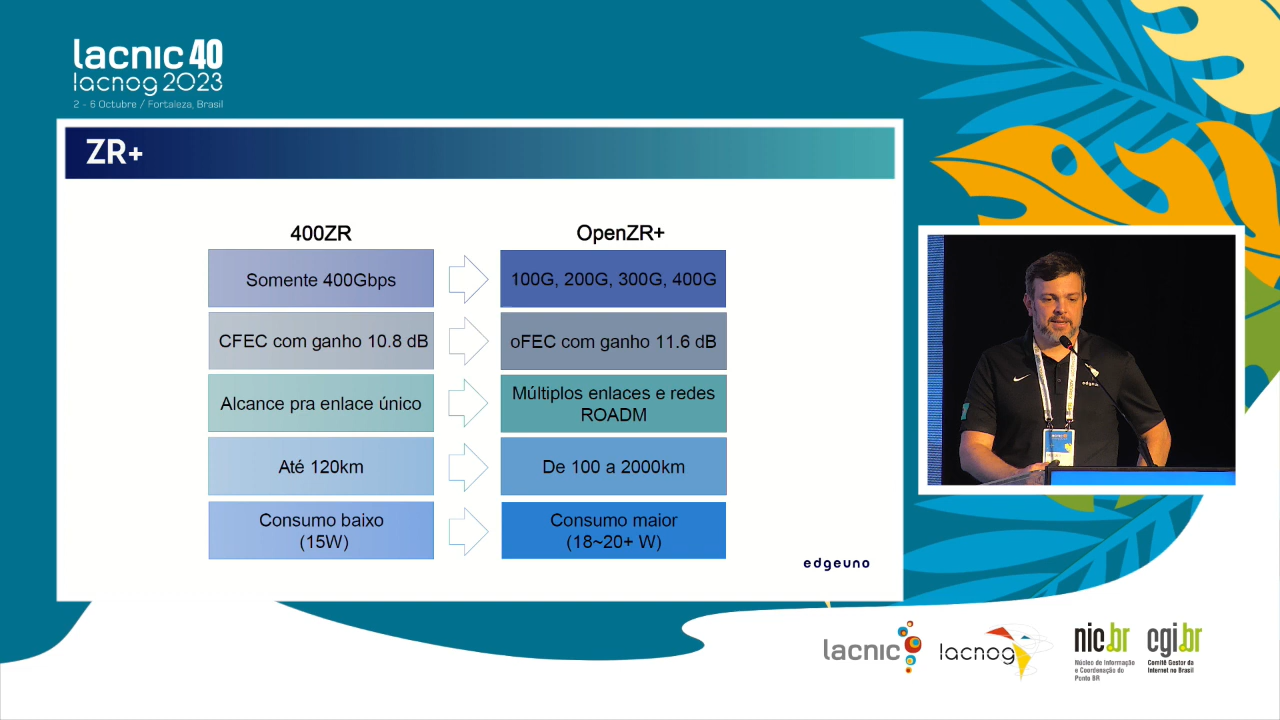 lacnic 40
lacnog 2023
2 - 6 Octubre / Fortaleza, Brasil
ZR+
400ZR
OpenZR+
Somente 400Gbps
100G, 200G, 300G, 400G
CFEC com ganho 10.8 dB
oFEC com ganho 11.6 dB
Alcance pra enlace único
Múltiplos enlaces e redes
ROADM
Até 120km
De 100 a 2000km
Consumo baixo
(15W)
Consumo maior
(18~20+ W)
edgeuno
lacnic
lacnog
nic.br
Núcleo de Informação
e Coordenação do
Ponto BR
cgi.br
Comitê Gestor da
Internet no Brasil